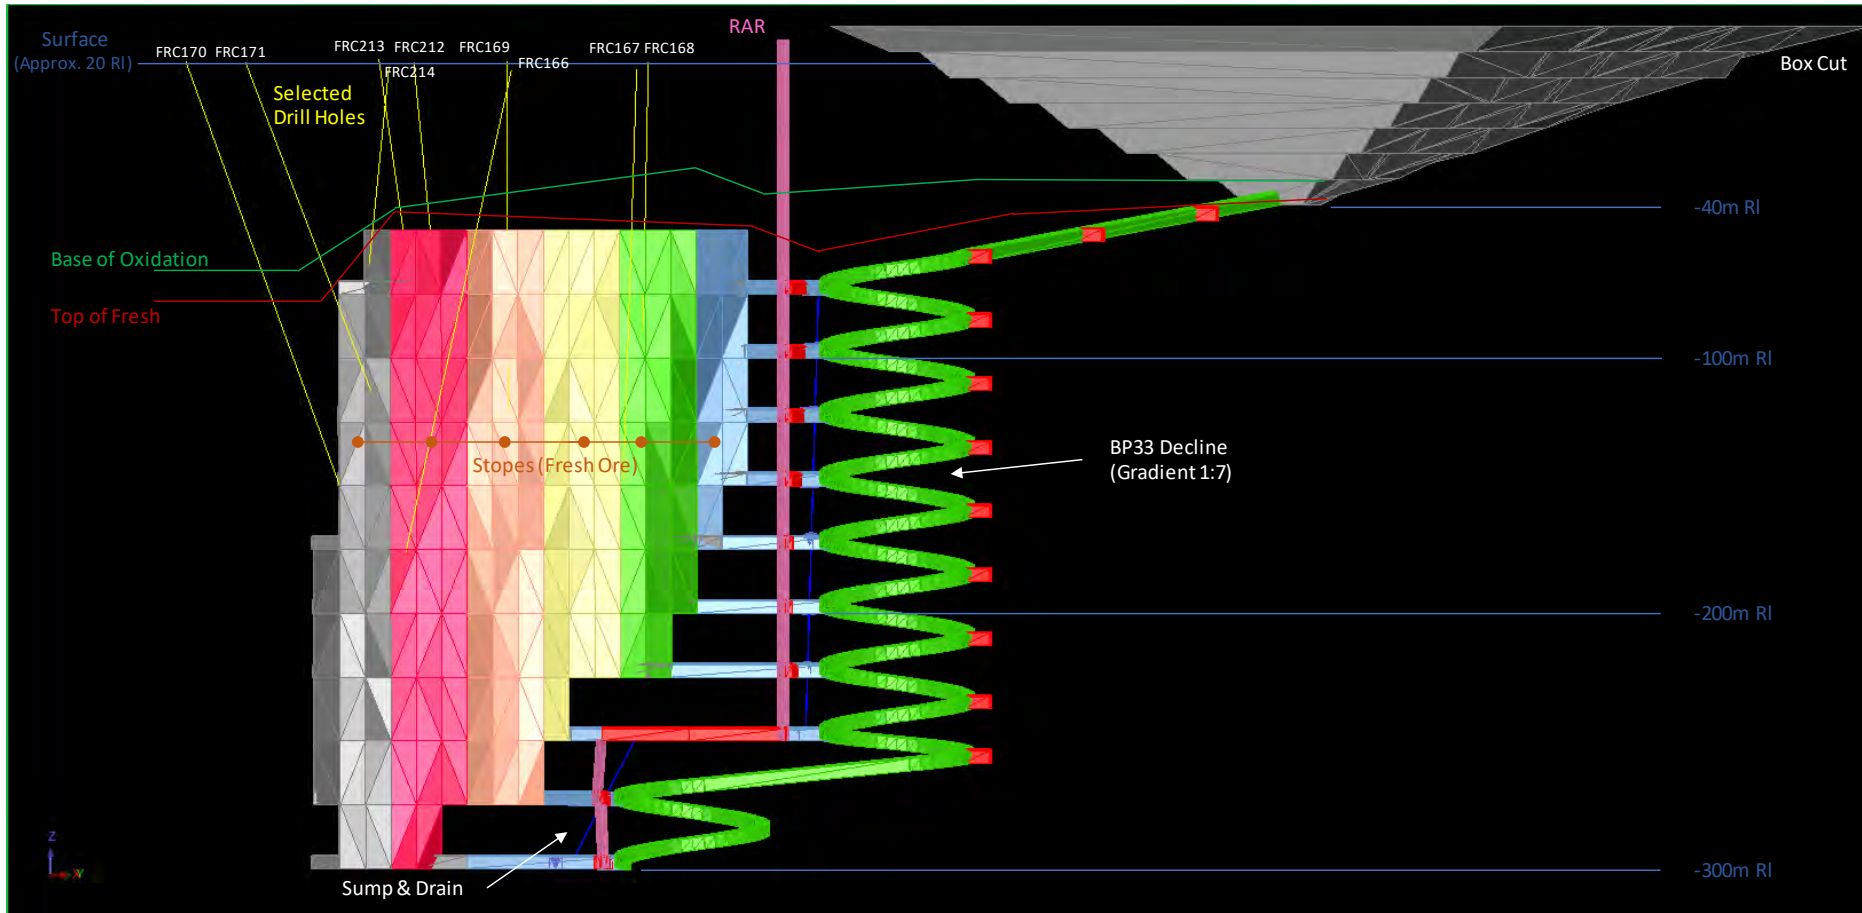 RAR
Surface
(Approx. 20 Rl)
FRC170
FRC171
FRC213
FRC212
FRC169
FRC167
FRC168
FRC214
FRC166
Box Cut
Selected
Drill Holes
-40m Rl
Base of Oxidation
Top of Fresh
-100m Rl
Stopes (Fresh Ore)
BP33 Decline
(Gradient 1:7)
-200m Rl
Z
Y
Sump & Drain
-300m Rl